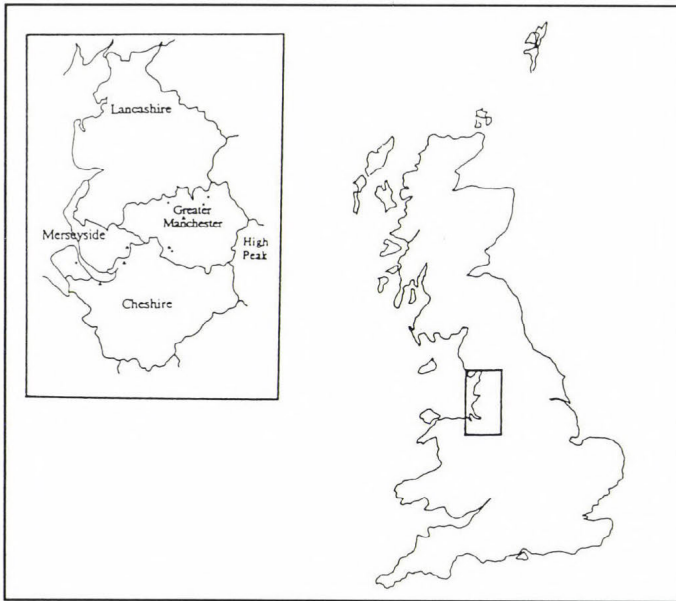 Lancashire
Greater
Manchester
Merseyside
High
Peak
Cheshire